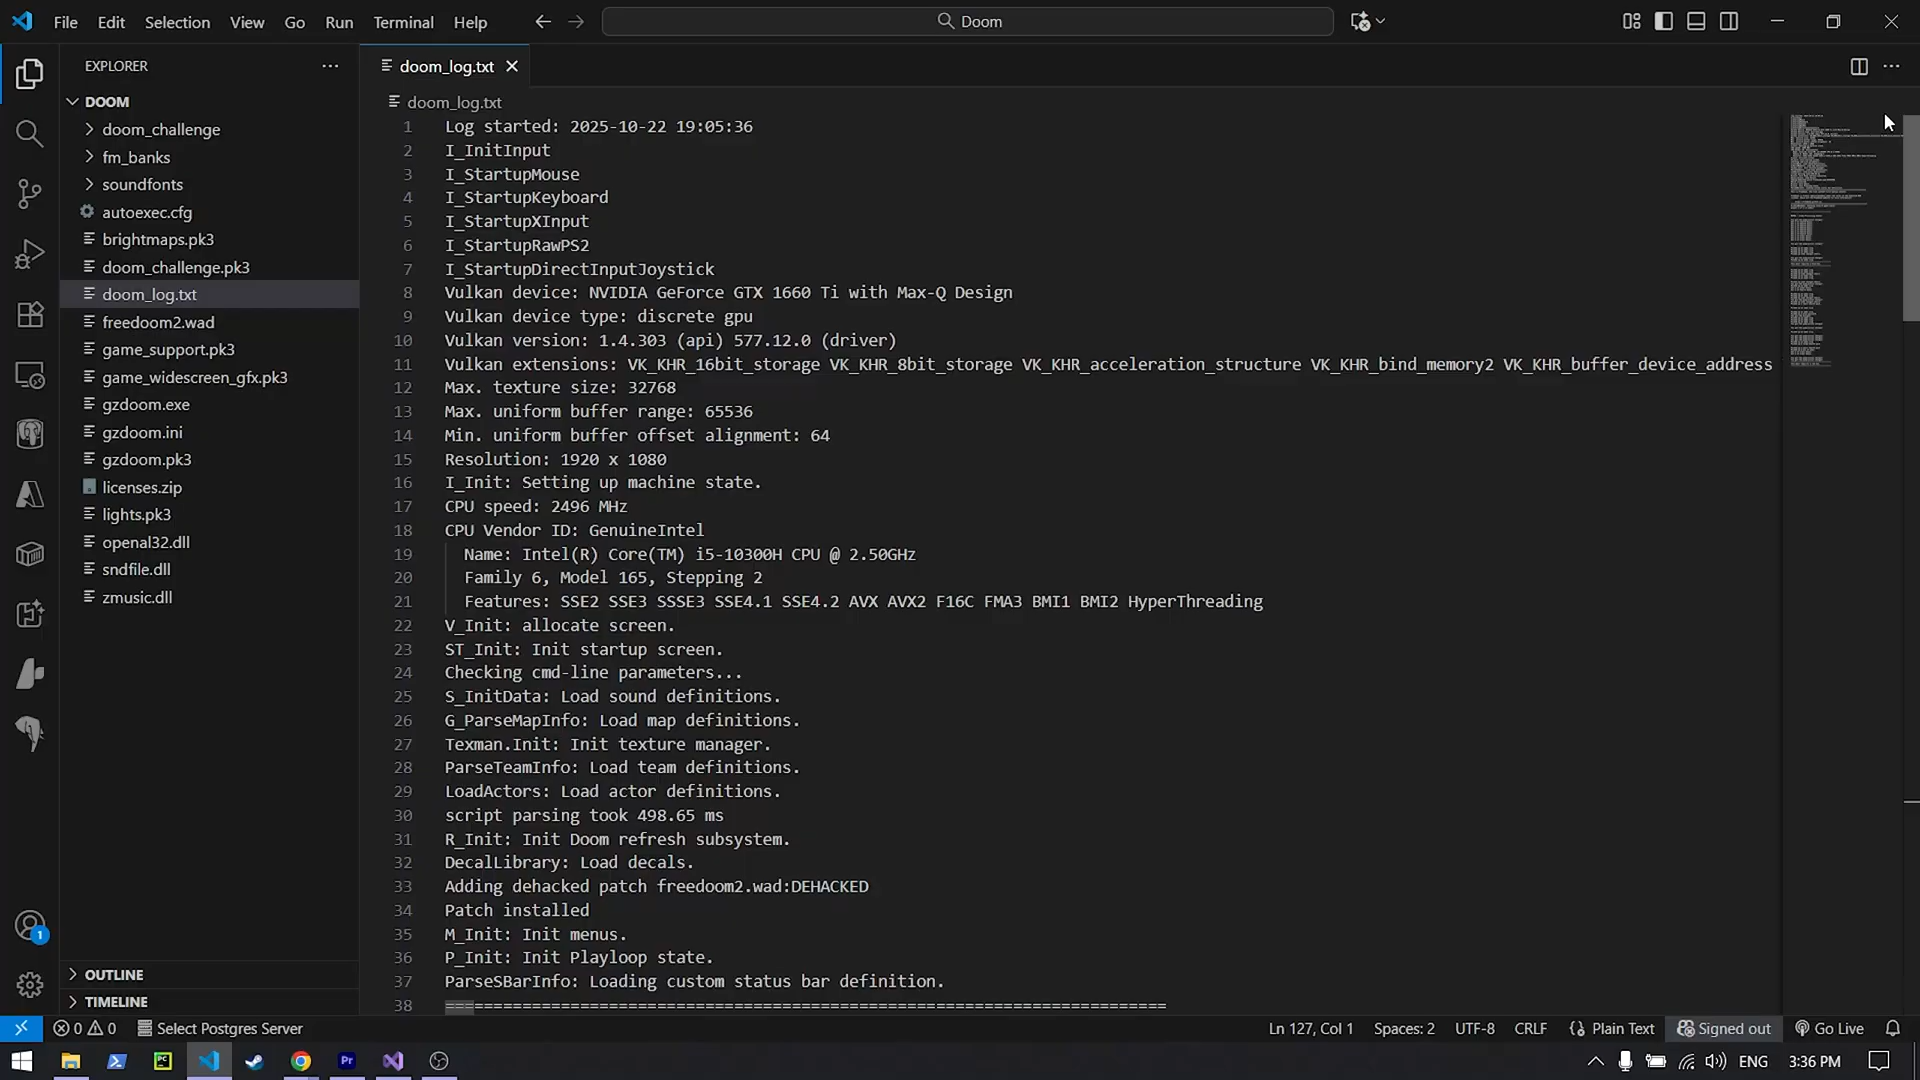 File Edit Selection View Go Run Terminal Help
Doom
EXPLORER
DOOM
doom_challenge
fm_banks
soundfonts
autoexec.cfg
brightmaps.pk3
doom_challenge.pk3
doom_log.txt
freedoom2.wad
game_support.pk3
game_widescreen_gfx.pk3
gzdoom.exe
gzdoom.ini
gzdoom.pk3
licenses.zip
lights.pk3
openal32.dll
sndfile.dll
zmusic.dll
OUTLINE
TIMELINE
doom_log.txt
doom_log.txt
1 Log started: 2025-10-22 19:05:36
2 I_InitInput
3 I_StartupMouse
4 I_StartupKeyboard
5 I_StartupXInput
6 I_StartupRawPS2
7 I_StartupDirectInputJoystick
8 Vulkan device: NVIDIA GeForce GTX 1660 Ti with Max-Q Design
9 Vulkan device type: discrete gpu
10 Vulkan version: 1.4.303 (api) 577.12.0 (driver)
11 Vulkan extensions: VK_KHR_16bit_storage VK_KHR_8bit_storage VK_KHR_acceleration_structure VK_KHR_bind_memory2 VK_KHR_buffer_device_address
12 Max. texture size: 32768
13 Max. uniform buffer range: 65536
14 Min. uniform buffer offset alignment: 64
15 Resolution: 1920 x 1080
16 I_Init: Setting up machine state.
17 CPU speed: 2496 MHz
18 CPU Vendor ID: GenuineIntel
19 Name: Intel(R) Core(TM) i5-10300H CPU @ 2.50GHz
20 Family 6, Model 165, Stepping 2
21 Features: SSE2 SSE3 SSSE3 SSE4.1 SSE4.2 AVX AVX2 F16C FMA3 BMI1 BMI2 HyperThreading
22 V_Init: allocate screen.
23 ST_Init: Init startup screen.
24 Checking cmd-line parameters...
25 S_InitData: Load sound definitions.
26 G_ParseMapInfo: Load map definitions.
27 Texman.Init: Init texture manager.
28 ParseTeamInfo: Load team definitions.
29 LoadActors: Load actor definitions.
30 script parsing took 498.65 ms
31 R_Init: Init Doom refresh subsystem.
32 DecalLibrary: Load decals.
33 Adding dehacked patch freedoom2.wad:DEHACKED
34 Patch installed
35 M_Init: Init menus.
36 P_Init: Init Playloop state.
37 ParseSBarInfo: Loading custom status bar definition.
38 ===========================================================================
1
0 0 Select Postgres Server
Ln 127, Col 1 Spaces: 2 UTF-8 CRLF Plain Text Signed out Go Live
PC Pr ENG 3:36 PM